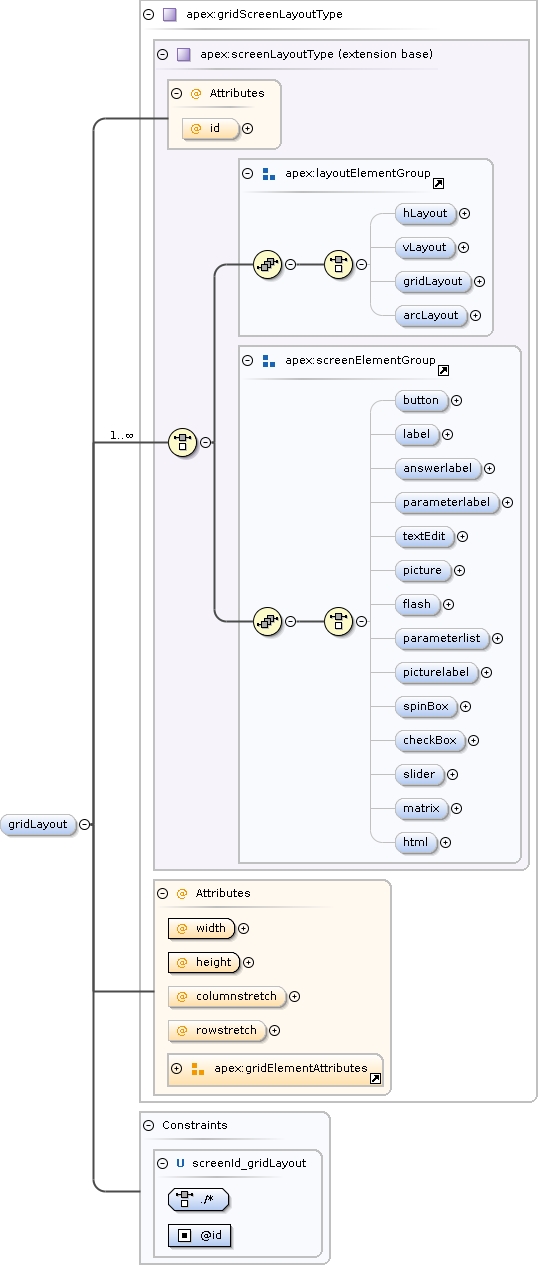 apex:gridScreenLayoutType
apex:screenLayoutType (extension base)
@ Attributes
@ id
apex:layoutElementGroup
hLayout
vLayout
gridLayout
arcLayout
apex:screenElementGroup
button
label
answerlabel
parameterlabel
textEdit
picture
flash
parameterlist
picturelabel
spinBox
checkBox
slider
matrix
html
1..∞
gridLayout
@ Attributes
@ width
@ height
@ columnstretch
@ rowstretch
apex:gridElementAttributes
Constraints
U screenId_gridLayout
./*
@id